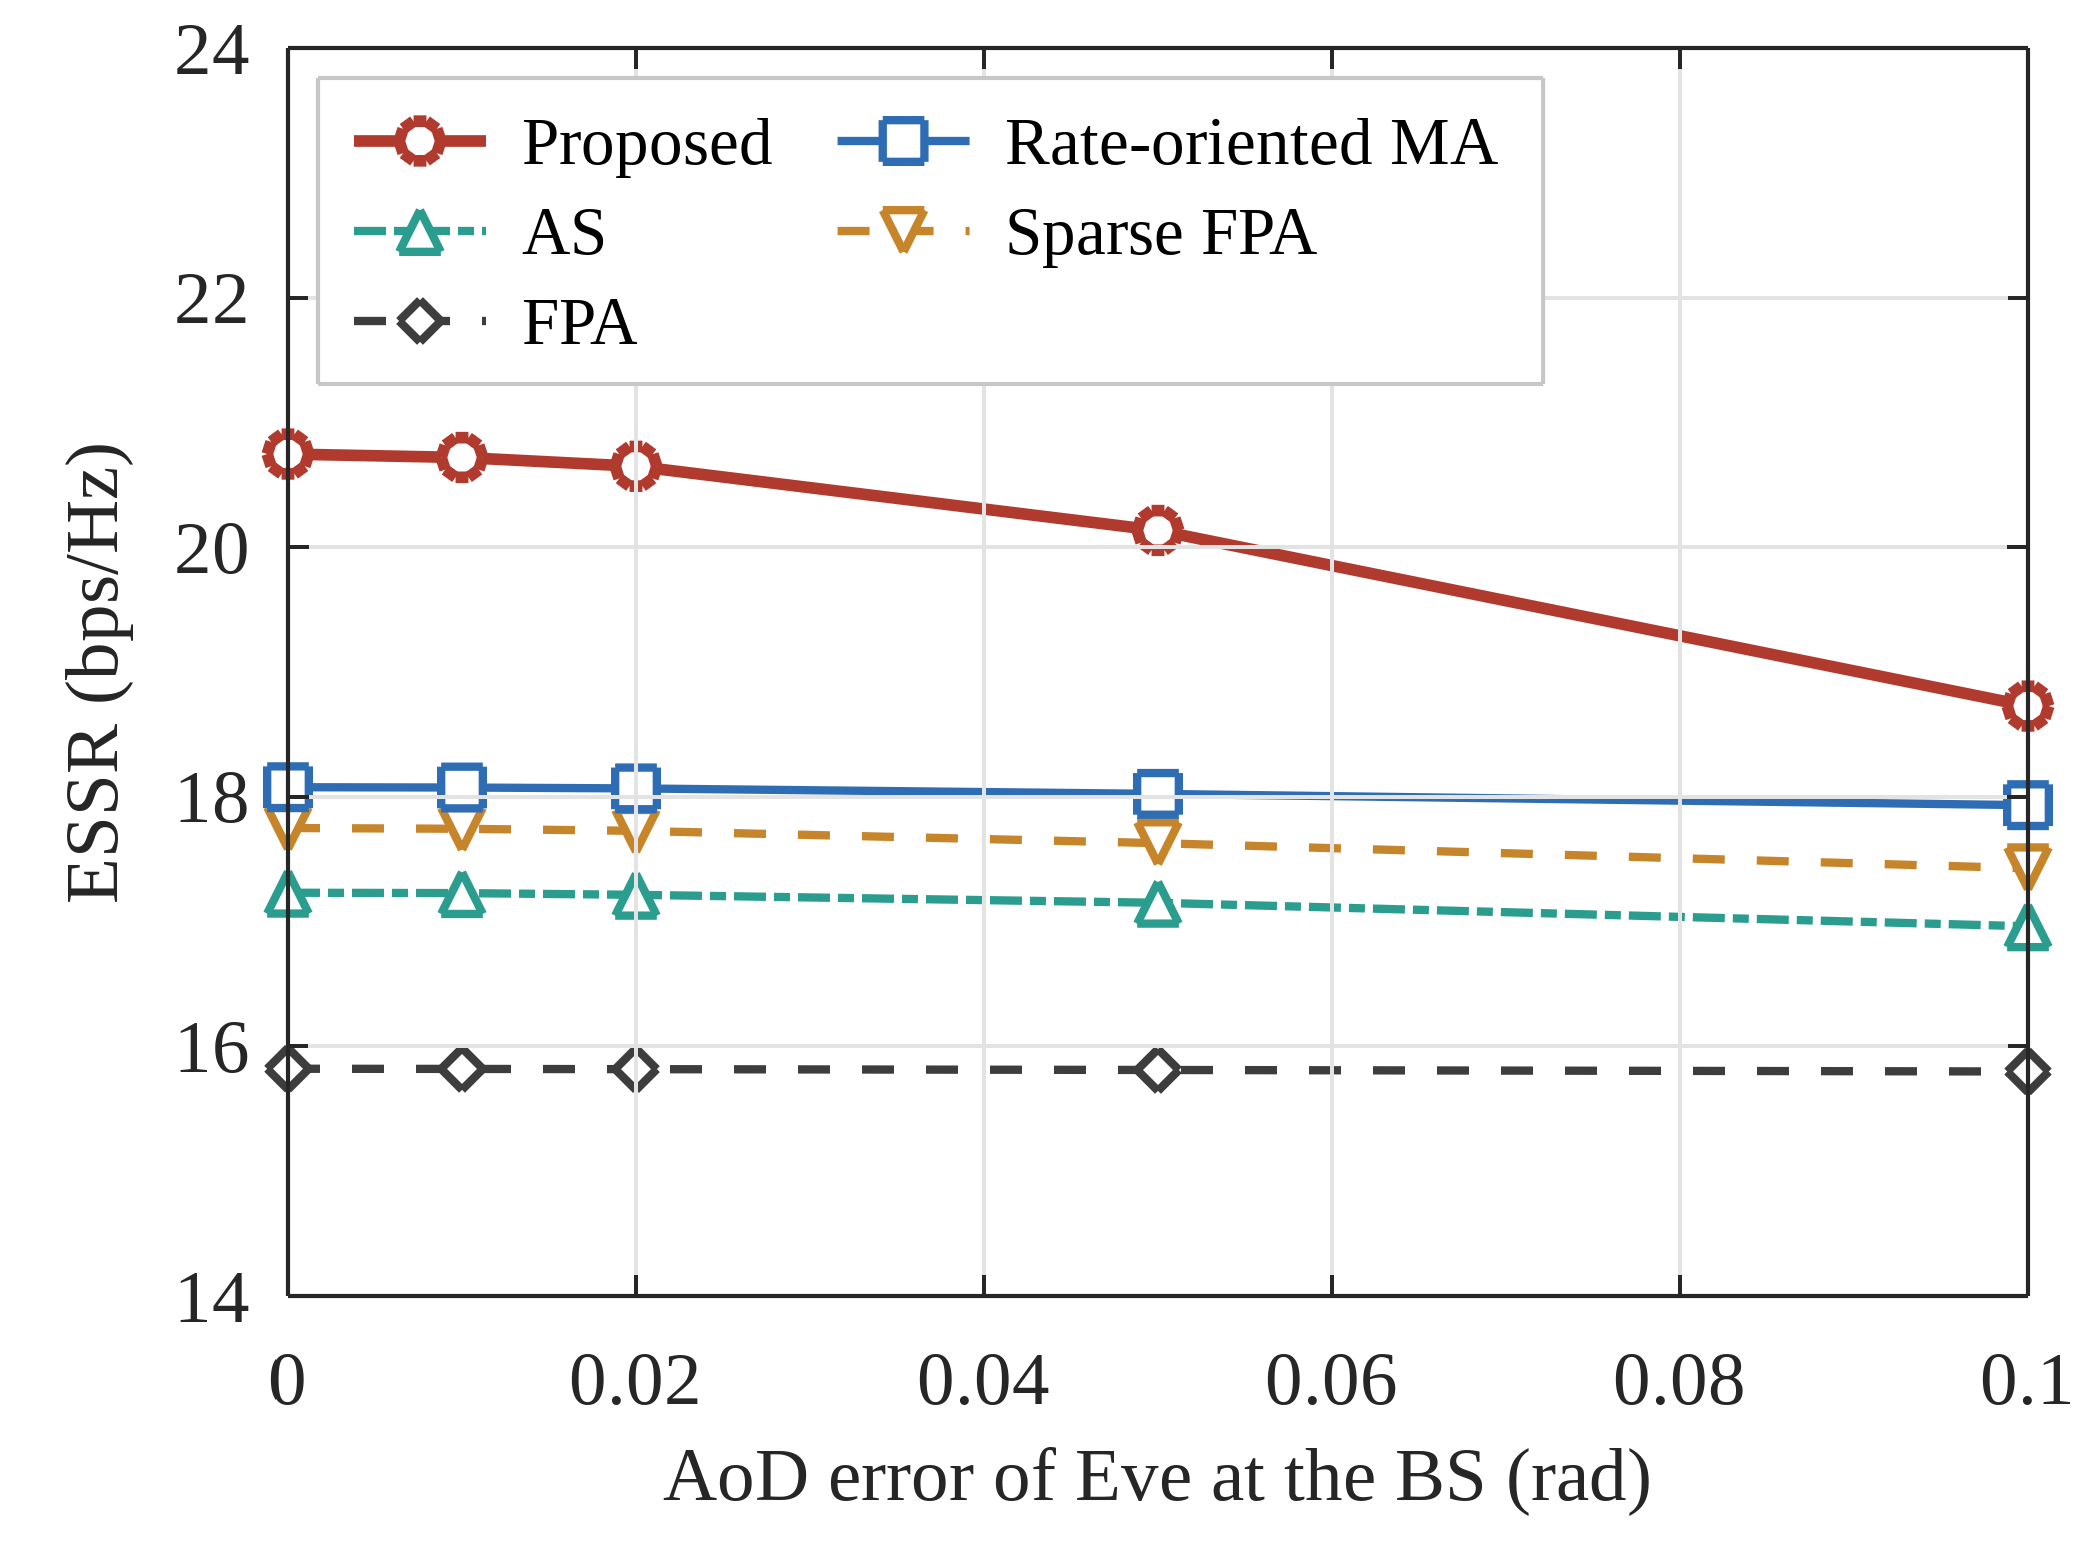 24
22
20
18
16
14
ESSR (bps/Hz)
Proposed
AS
FPA
Rate-oriented MA
Sparse FPA
0 0.02 0.04 0.06 0.08 0.1
AoD error of Eve at the BS (rad)